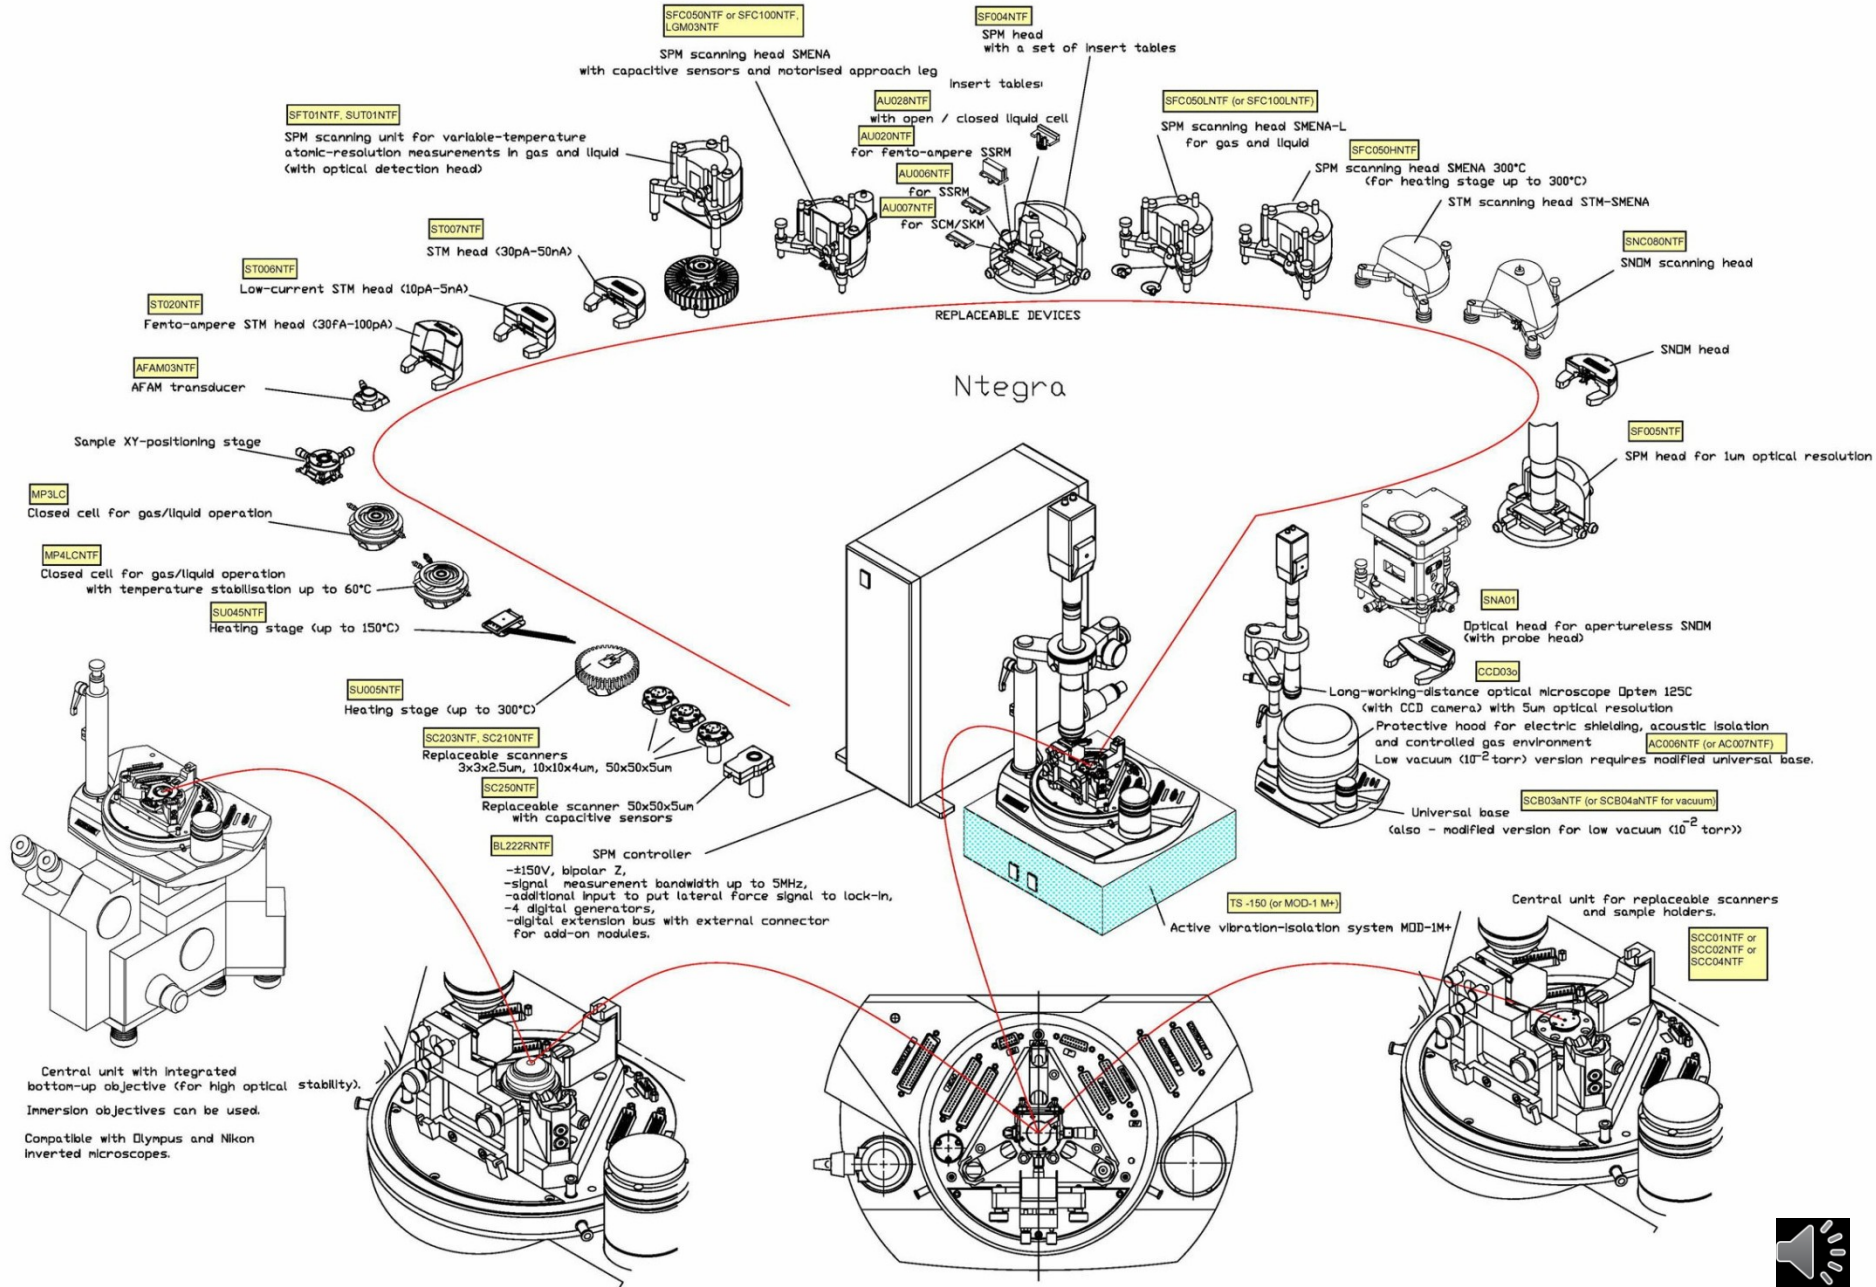 SFC050NTF or SFC100NTF,
LGM03NTF
SPM scanning head SMENA
with capacitive sensors and motorised approach leg
SF004NTF
SPM head
with a set of insert tables
Insert tables:
AU028NTF
with open / closed liquid cell
AU020NTF
for femto-ampere SSRM
AU006NTF
for SSRM
AU007NTF
for SCM/SKM
SFC050LNTF (or SFC100LNTF)
SPM scanning head SMENA-L
for gas and liquid
SFC050HNTF
SPM scanning head SMENA 300°C
(for heating stage up to 300°C)
STM scanning head STM-SMENA
SNC080NTF
SNOM scanning head
SNOM head
SF005NTF
SPM head for 1um optical resolution
SFT01NTF, SUT01NTF
SPM scanning unit for variable-temperature
atomic-resolution measurements in gas and liquid
(with optical detection head)
ST007NTF
STM head (30pA-50nA)
ST006NTF
Low-current STM head (10pA-5nA)
ST020NTF
Femto-ampere STM head (30fA-100pA)
AFAM03NTF
AFAM transducer
Sample XY-positioning stage
MP3LC
Closed cell for gas/liquid operation
MP4LCNTF
Closed cell for gas/liquid operation
with temperature stabilisation up to 60°C
SU045NTF
Heating stage (up to 150°C)
SU005NTF
Heating stage (up to 300°C)
SC203NTF, SC210NTF
Replaceable scanners
3x3x2.5um, 10x10x4um, 50x50x5um
SC250NTF
Replaceable scanner 50x50x5um
with capacitive sensors
REPLACEABLE DEVICES
Ntegra
SNA01
Optical head for apertureless SNOM
(with probe head)
CCD03o
Long-working-distance optical microscope Optem 125C
(with CCD camera) with 5um optical resolution
Protective hood for electric shielding, acoustic isolation
and controlled gas environment
AC006NTF (or AC007NTF)
Low vacuum (10-2 torr) version requires modified universal base.
SCB03aNTF (or SCB04aNTF for vacuum)
Universal base
(also - modified version for low vacuum (10-2 torr))
BL222RNTF
SPM controller
-±150V, bipolar Z,
-signal measurement bandwidth up to 5MHz,
-additional input to put lateral force signal to lock-in,
-4 digital generators,
-digital extension bus with external connector
for add-on modules.
TS -150 (or MOD-1 M+)
Active vibration-isolation system MOD-1M+
Central unit for replaceable scanners
and sample holders.
SCC01NTF or
SCC02NTF or
SCC04NTF
Central unit with integrated
bottom-up objective (for high optical stability).
Immersion objectives can be used.
Compatible with Olympus and Nikon
inverted microscopes.